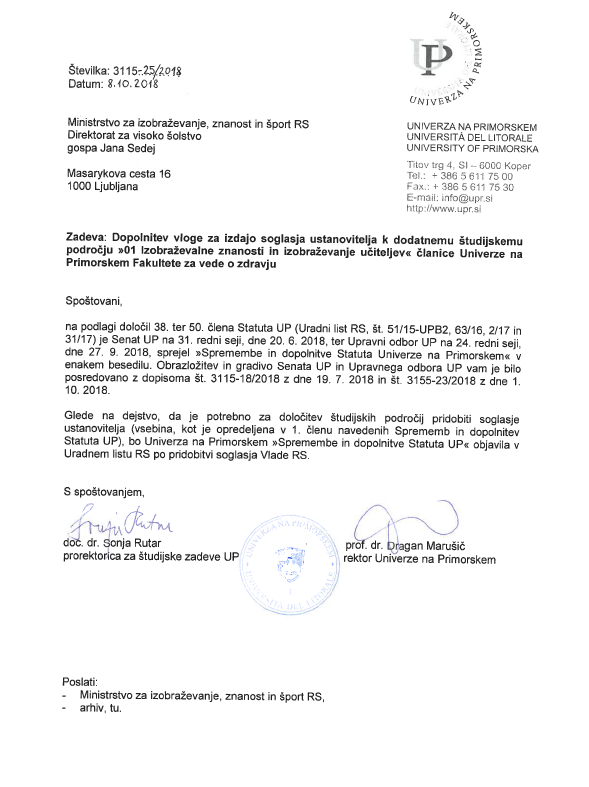 UNIVERZA NA PRIMORSKEM
UP
Številka: 3115-25/2018
Datum: 8.10.2018
Ministrstvo za izobraževanje, znanost in šport RS
Direktorat za visoko šolstvo
gospa Jana Sedej
Masarykova cesta 16
1000 Ljubljana
UNIVERZA NA PRIMORSKEM
UNIVERSITÀ DEL LITORALE
UNIVERSITY OF PRIMORSKA
Titov trg 4, SI – 6000 Koper
Tel.: + 386 5 611 75 00
Fax.: + 386 5 611 75 30
E-mail: info@upr.si
http://www.upr.si
Zadeva: Dopolnitev vloge za izdajo soglasja ustanovitelja k dodatnemu študijskemu
področju »01 Izobraževalne znanosti in izobraževanje učiteljev« članice Univerze na
Primorskem Fakultete za vede o zdravju
Spoštovani,
na podlagi določil 38. ter 50. člena Statuta UP (Uradni list RS, št. 51/15-UPB2, 63/16, 2/17 in
31/17) je Senat UP na 31. redni seji, dne 20. 6. 2018, ter Upravni odbor UP na 24. redni seji,
dne 27. 9. 2018, sprejel »Spremembe in dopolnitve Statuta Univerze na Primorskem« v
enakem besedilu. Obrazložitev in gradivo Senata UP in Upravnega odbora UP vam je bilo
posredovano z dopisoma št. 3115-18/2018 z dne 19. 7. 2018 in št. 3155-23/2018 z dne 1.
10. 2018.
Glede na dejstvo, da je potrebno za določitev študijskih področij pridobiti soglasje
ustanovitelja (vsebina, kot je opredeljena v 1. členu navedenih Sprememb in dopolnitev
Statuta UP), bo Univerza na Primorskem »Spremembe in dopolnitve Statuta UP« objavila v
Uradnem listu RS po pridobitvi soglasja Vlade RS.
S spoštovanjem,
doc. dr. Sonja Rutar
prorektorica za študijske zadeve UP
UNIVERZA NA PRIMORSKEM
UNIVERSITÀ DEL LITORALE
prof. dr. Dragan Marušič
rektor Univerze na Primorskem
Poslati:
- Ministrstvo za izobraževanje, znanost in šport RS,
- arhiv, tu.